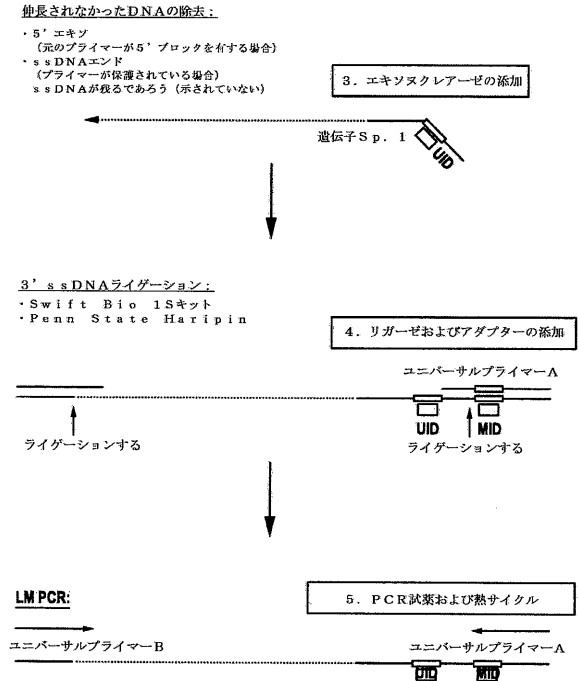 伸長されなかったDNAの除去：
・5’エキソ
（元のプライマーが5’ブロックを有する場合）
・ssDNAエンド
（プライマーが保護されている場合）
ssDNAが残るであろう（示されていない）
3．エキソヌクレアーゼの添加
遺伝子Sp．1
UID
3’ssDNAライゲーション：
・Swift Bio 1Sキット
・Penn State Haripin
4．リガーゼおよびアダプターの添加
ユニバーサルプライマーA
UID
MID
ライゲーションする
ライゲーションする
LM PCR:
5．PCR試薬および熱サイクル
ユニバーサルプライマーB
ユニバーサルプライマーA
UID
MID